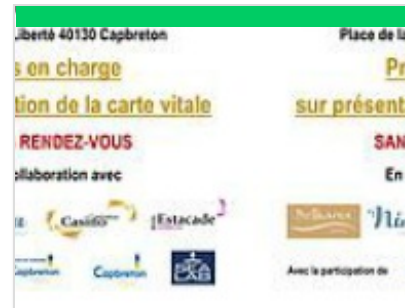 Liberté 40130 Capbreton
s en charge
tion de la carte vitale
RENDEZ-VOUS
ollaboration avec
Casino
l'Estacade
Capbreton
Capbreton
Place de la
Pr
sur présent
SAN
En
Avec la participation de